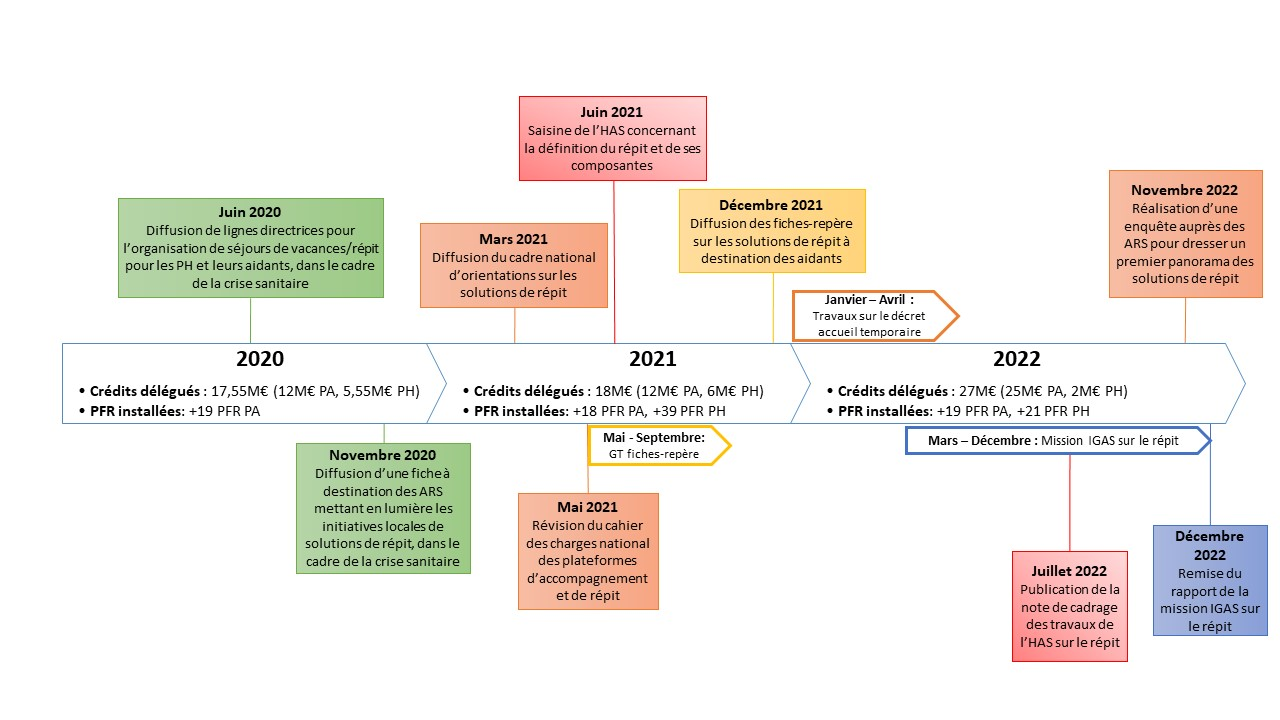 Juin 2021
Saisine de l’HAS concernant
la définition du répit et de ses
composantes
Juin 2020
Diffusion de lignes directrices pour
l’organisation de séjours de vacances/répit
pour les PH et leurs aidants, dans le cadre
de la crise sanitaire
Mars 2021
Diffusion du cadre national
d’orientations sur les
solutions de répit
Décembre 2021
Diffusion des fiches-repère
sur les solutions de répit à
destination des aidants
Novembre 2022
Réalisation d’une
enquête auprès des
ARS pour dresser un
premier panorama des
solutions de répit
Janvier – Avril :
Travaux sur le décret
accueil temporaire
2020
• Crédits délégués : 17,55M€ (12M€ PA, 5,55M€ PH)
• PFR installées: +19 PFR PA
2021
• Crédits délégués : 18M€ (12M€ PA, 6M€ PH)
• PFR installées: +18 PFR PA, +39 PFR PH
2022
• Crédits délégués : 27M€ (25M€ PA, 2M€ PH)
• PFR installées: +19 PFR PA, +21 PFR PH
Mai - Septembre:
GT fiches-repère
Mars – Décembre : Mission IGAS sur le répit
Novembre 2020
Diffusion d’une fiche à
destination des ARS
mettant en lumière les
initiatives locales de
solutions de répit, dans le
cadre de la crise sanitaire
Mai 2021
Révision du cahier
des charges national
des plateformes
d’accompagnement
et de répit
Juillet 2022
Publication de la
note de cadrage
des travaux de
l’HAS sur le répit
Décembre
2022
Remise du
rapport de la
mission IGAS sur
le répit